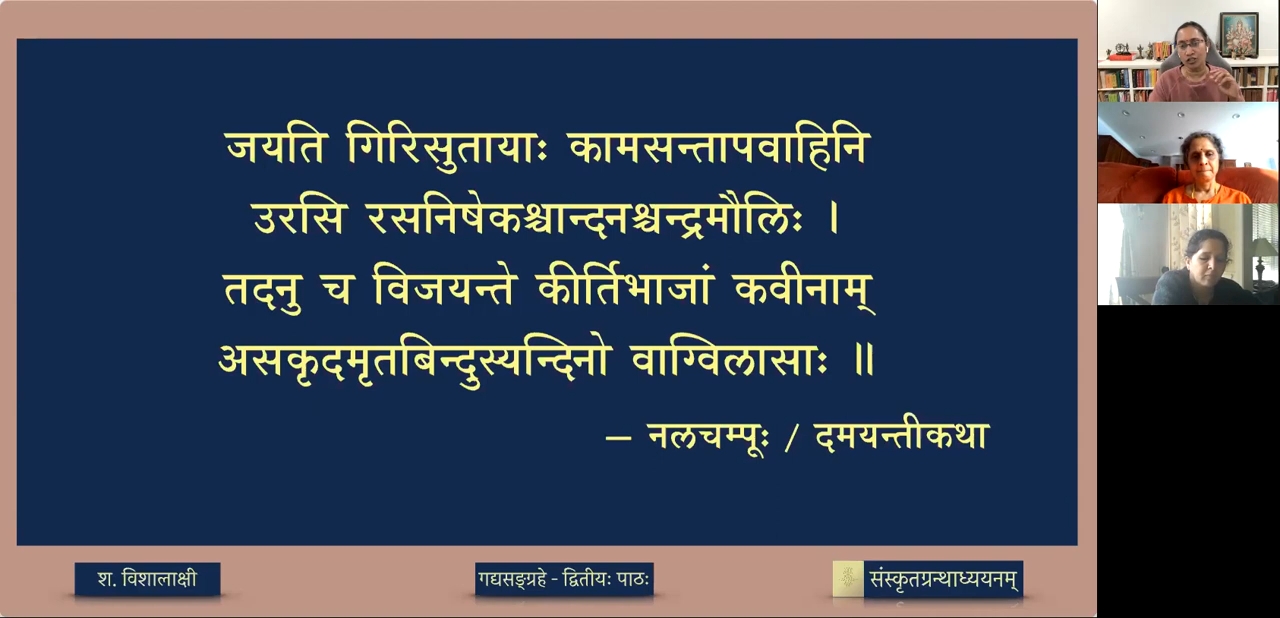 जयति गिरिसुतायाः कामसन्तापवाहिनि
उरसि रसनिषेकश्चान्दनश्चन्द्रमौलिः ।
तदनु च विजयन्ते कीर्तिभाजां कवीनाम्
असकृदमृतबिन्दुस्यन्दिनो वाग्विलासाः ॥
– नलचम्पूः / दमयन्तीकथा
श. विशालाक्षी
गद्यसङ्ग्रहे - द्वितीयः पाठः
संस्कृतग्रन्थाध्ययनम्